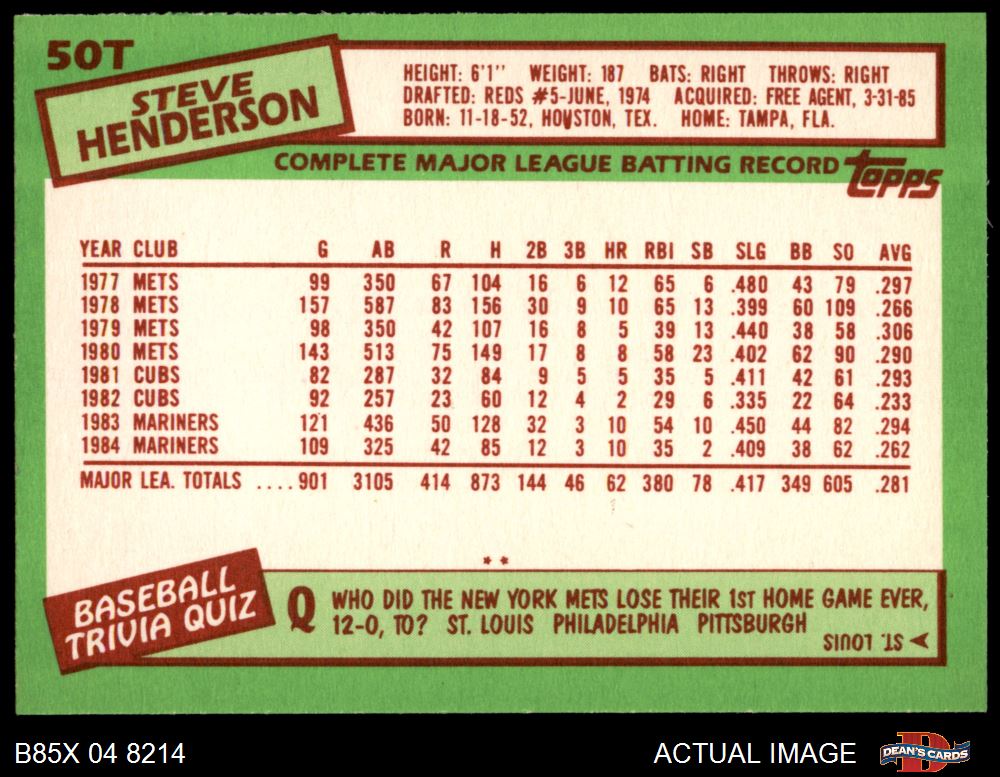 50T
STEVE
HENDERSON
HEIGHT: 6'1" WEIGHT: 187 BATS: RIGHT THROWS: RIGHT
DRAFTED: REDS #5-JUNE, 1974 ACQUIRED: FREE AGENT, 3-31-85
BORN: 11-18-52, HOUSTON, TEX. HOME: TAMPA, FLA.
COMPLETE MAJOR LEAGUE BATTING RECORD
TOPPS
YEAR CLUB G AB R H 2B 3B HR RBI SB SLG BB SO AVG
1977 METS 99 350 67 104 16 6 12 65 6 .480 43 79 .297
1978 METS 157 587 83 156 30 9 10 65 13 .399 60 109 .266
1979 METS 98 350 42 107 16 8 5 39 13 .440 38 58 .306
1980 METS 143 513 75 149 17 8 8 58 23 .402 62 90 .290
1981 CUBS 82 287 32 84 9 5 5 35 5 .411 42 61 .293
1982 CUBS 92 257 23 60 12 4 2 29 6 .335 22 64 .233
1983 MARINERS 121 436 50 128 32 3 10 54 10 .450 44 82 .294
1984 MARINERS 109 325 42 85 12 3 10 35 2 .409 38 62 .262
MAJOR LEA. TOTALS ....901 3105 414 873 144 46 62 380 78 .417 349 605 .281
**
BASEBALL
TRIVIA QUIZ
Q WHO DID THE NEW YORK METS LOSE THEIR 1ST HOME GAME EVER,
12-0, TO? ST. LOUIS PHILADELPHIA PITTSBURGH
ST. LOUIS
B85X 04 8214
ACTUAL IMAGE
D
DEAN'S CARDS